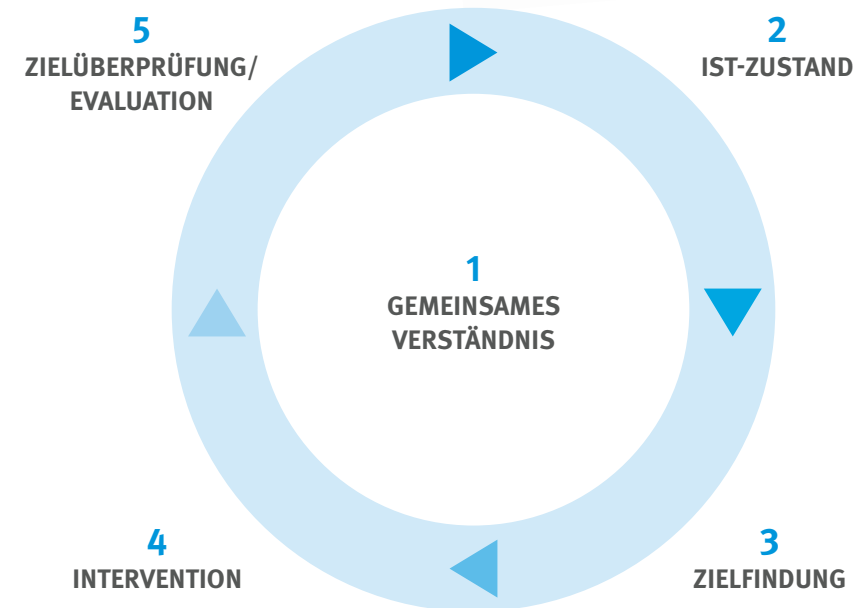 5
ZIELÜBERPRÜFUNG/
EVALUATION
2
IST-ZUSTAND
1
GEMEINSAMES
VERSTÄNDNIS
4
INTERVENTION
3
ZIELFINDUNG